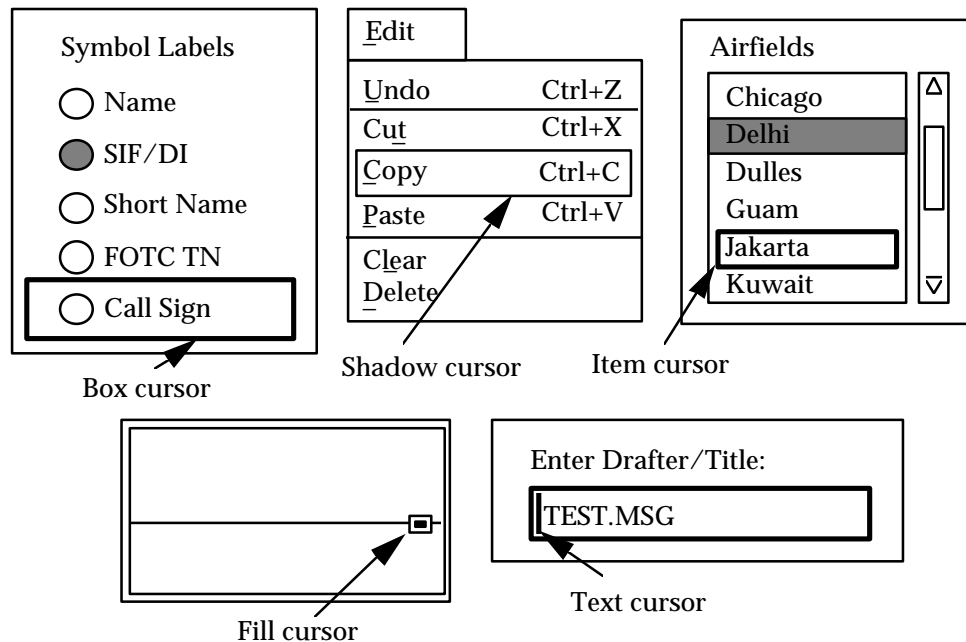 Symbol Labels
Name
SIF/DI
Short Name
FOTC TN
Call Sign
Box cursor
Edit
Undo Ctrl+Z
Cut Ctrl+X
Copy Ctrl+C
Paste Ctrl+V
Clear
Delete
Shadow cursor
Airfields
Chicago
Delhi
Dulles
Guam
Jakarta
Kuwait
Item cursor
Fill cursor
Enter Drafter/Title:
TEST.MSG
Text cursor